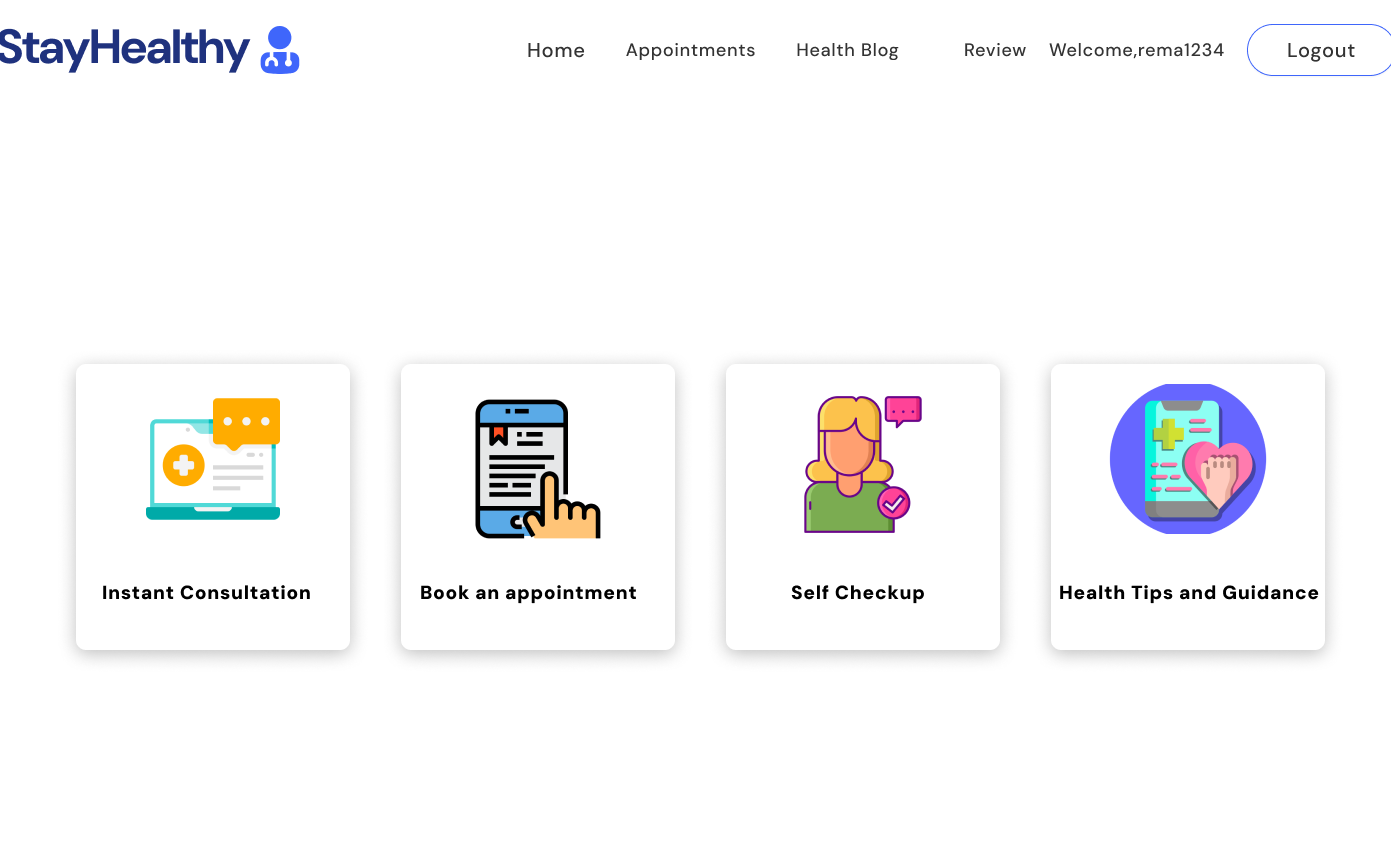 StayHealthy
Home Appointments Health Blog Review Welcome,rema1234 Logout
Instant Consultation
Book an appointment
Self Checkup
Health Tips and Guidance